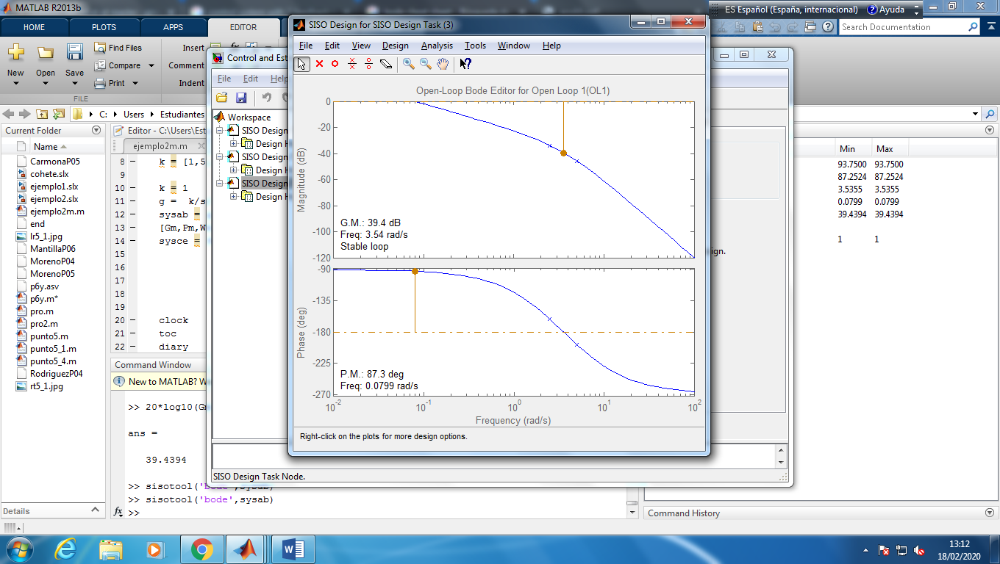 MATLAB R2013b
ES Español (España, internacional)
Ayuda
HOME
PLOTS
APPS
EDITOR
Search Documentation
New
Open
Save
Find Files
Compare
Print
Insert
Comment
Indent
FILE
C:
Users
Estudiantes
Current Folder
Name
CarmonaP05
cohete.slx
ejemplo1.slx
ejemplo2.slx
ejemplo2m.m
end
lr5_1.jpg
MantillaP06
MorenoP04
MorenoP05
p6y.asv
p6y.m*
pro.m
pro2.m
punto5.m
punto5_1.m
punto5_4.m
RodriguezP04
rt5_1.jpg
Details
Editor - C:\Users\Est
ejemplo2m.m
8 – k = [1,5
9
10 – k = 1
11 – g = k/s
12 – sysab =
13 – [Gm,Pm,W
14 – sysce =
15
16
17
18
19
20 – clock
21 – toc
22 – diary
Command Window
New to MATLAB? W
>> 20*log10(Gm
ans =
39.4394
>> sisotool('bode',sysab)
>> sisotool('bode',sysab)
fx >>
Control and Est
File Edit Help
Workspace
SISO Design
Design H
SISO Design
Design H
SISO Design
Design H
ign.
SISO Design Task Node.
SISO Design for SISO Design Task (3)
File Edit View Design Analysis Tools Window Help
Open-Loop Bode Editor for Open Loop 1(OL1)
Magnitude (dB)
0
-20
-40
-60
-80
-100
-120
G.M.: 39.4 dB
Freq: 3.54 rad/s
Stable loop
Phase (deg)
-90
-135
-180
-225
-270
P.M.: 87.3 deg
Freq: 0.0799 rad/s
10^-2 10^-1 10^0 10^1 10^2
Frequency (rad/s)
Right-click on the plots for more design options.
Min Max
93.7500 93.7500
87.2524 87.2524
3.5355 3.5355
0.0799 0.0799
39.4394 39.4394
1 1
Command History
13:12
18/02/2020